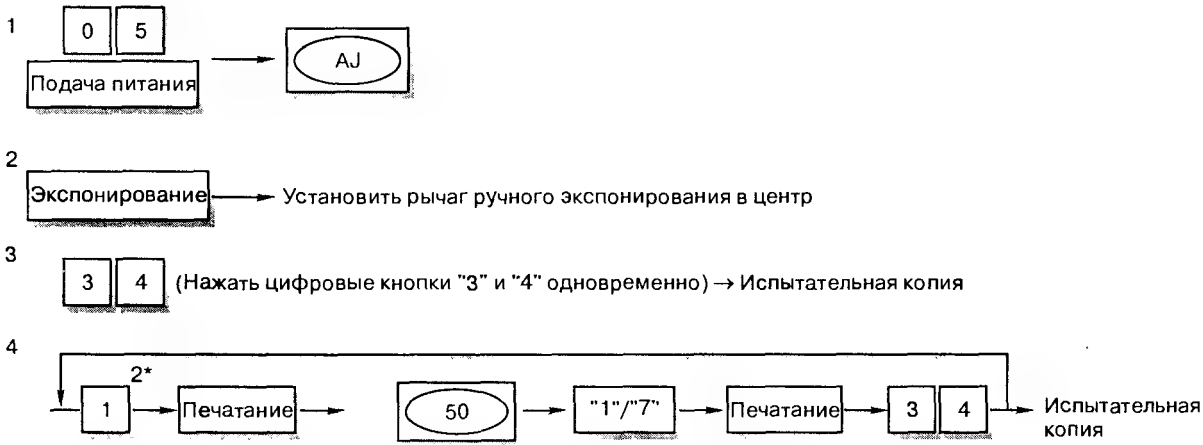 1
0 5
Подача питания
AJ
2
Экспонирование
Установить рычаг ручного экспонирования в центр
3
3 4 (Нажать цифровые кнопки "3" и "4" одновременно) → Испытательная копия
4
2*
1 Печатание 50 "1"/"7" Печатание 3 4 Испытательная
копия